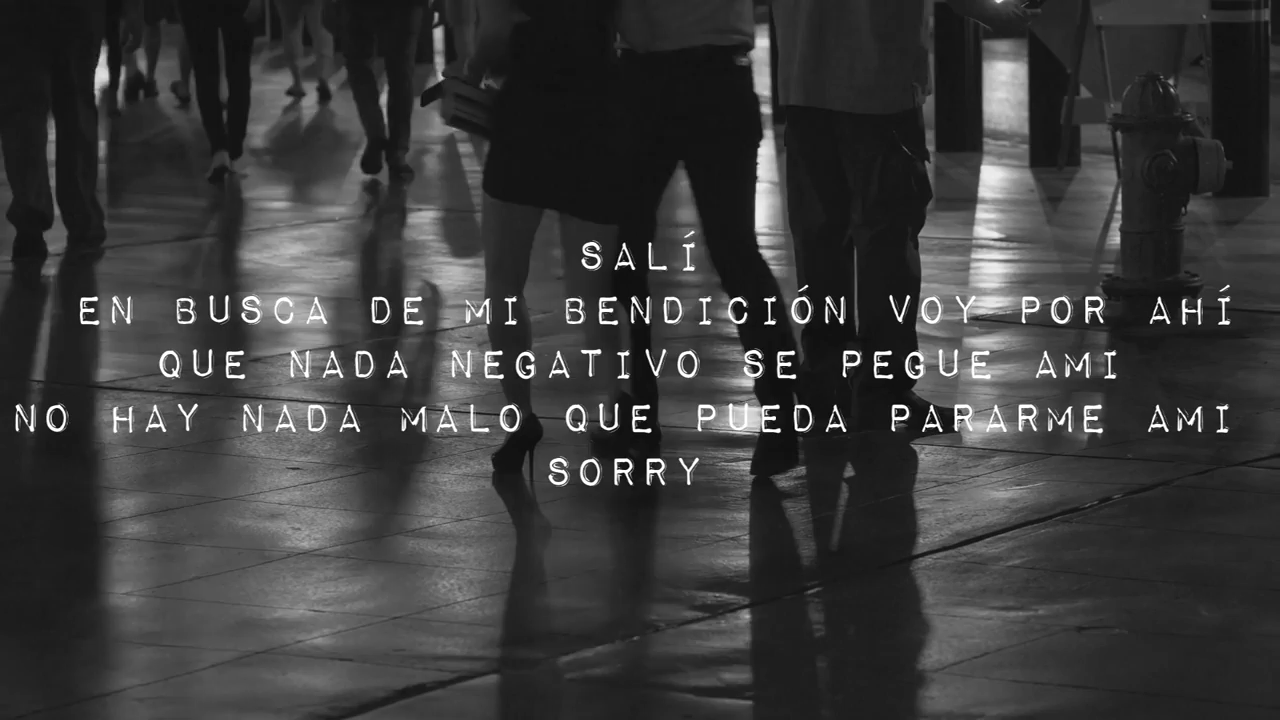 SALÍ
EN BUSCA DE MI BENDICIÓN VOY POR AHÍ
QUE NADA NEGATIVO SE PEGUE AMI
NO HAY NADA MALO QUE PUEDA PARARME AMI
SORRY